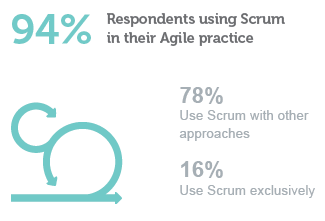 94%
Respondents using Scrum
in their Agile practice
78%
Use Scrum with other
approaches
16%
Use Scrum exclusively